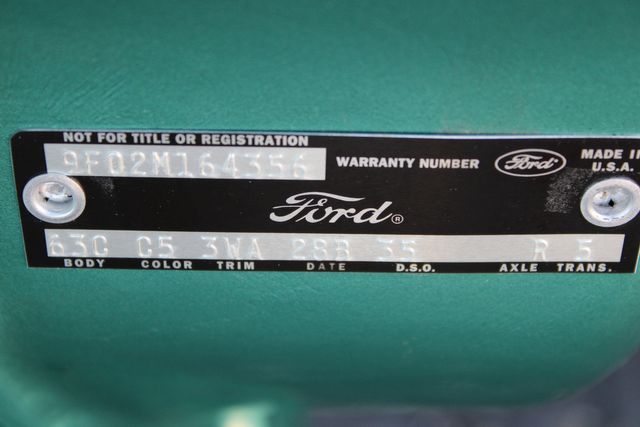 NOT FOR TITLE OR REGISTRATION
9F02M164356 WARRANTY NUMBER Ford MADE IN U.S.A.
Ford ®
63C C5 3WA 28B 35 R 5
BODY COLOR TRIM DATE D.S.O. AXLE TRANS.